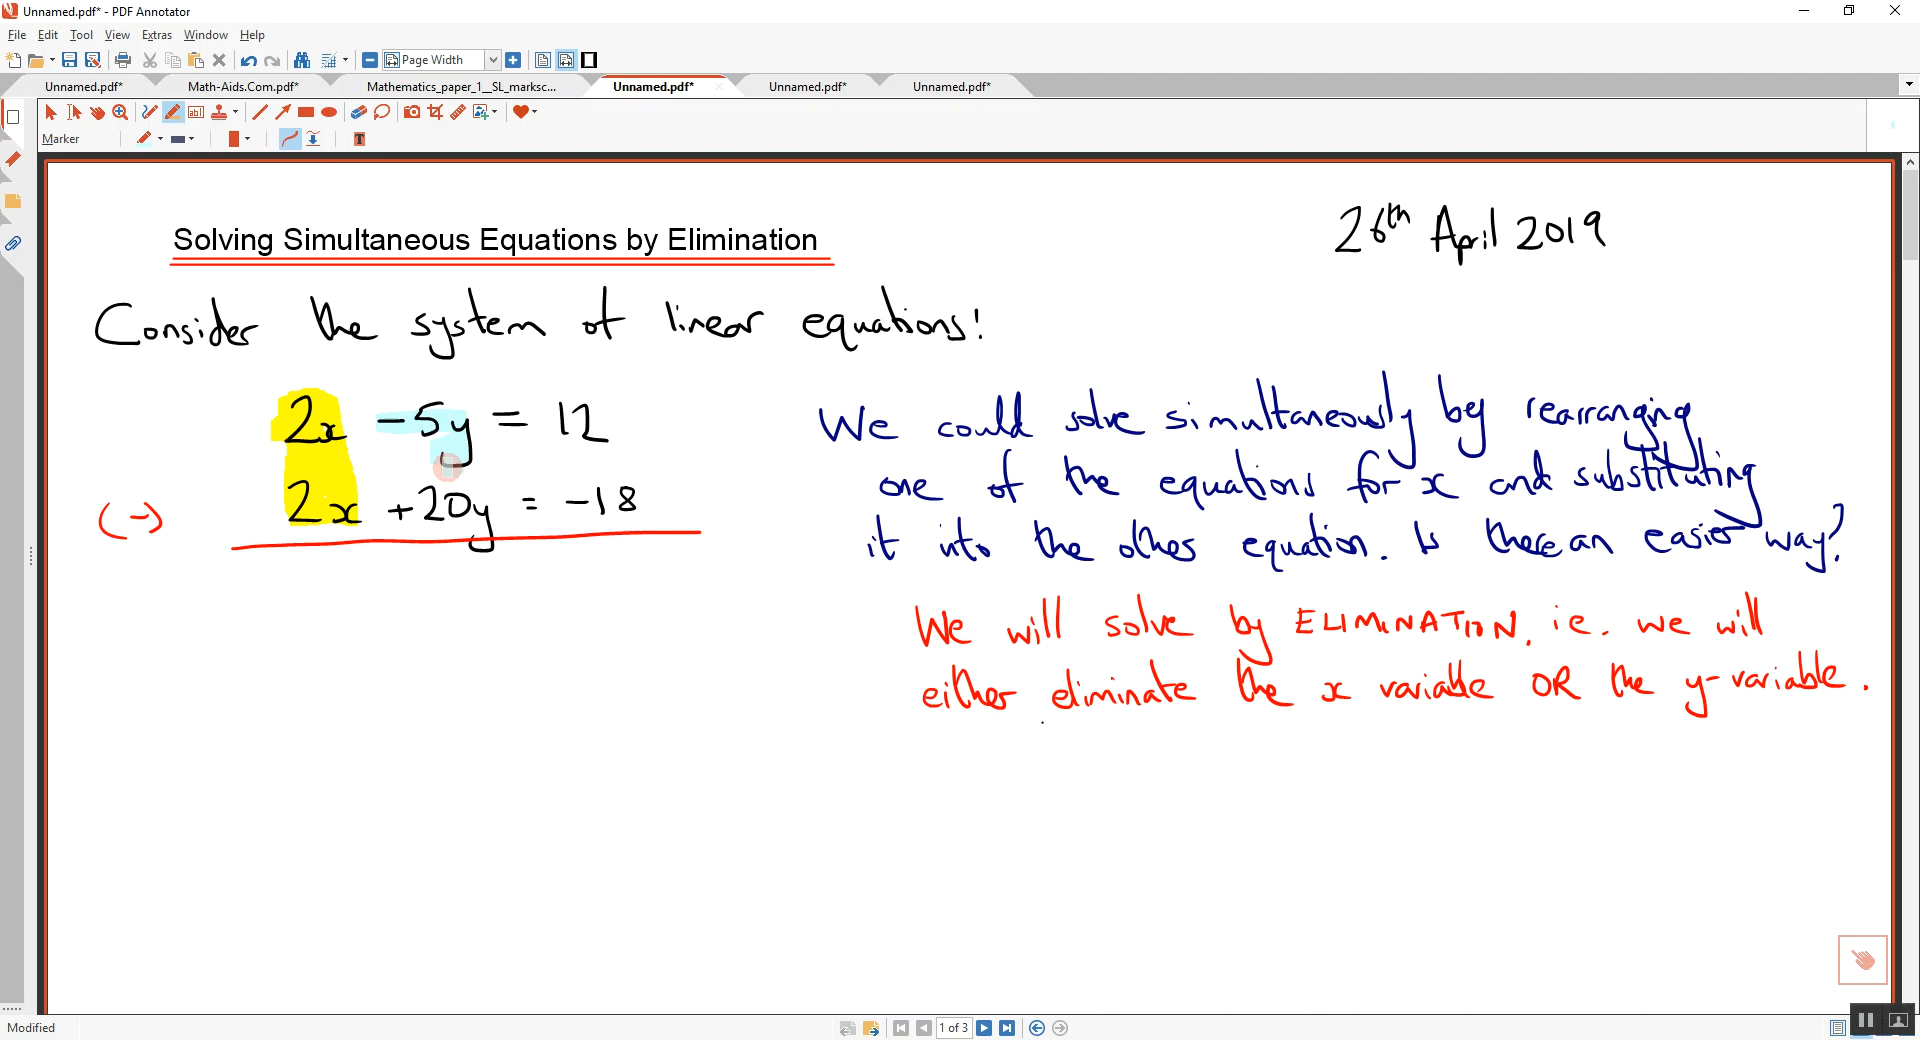 Unnamed.pdf* - PDF Annotator
File Edit Tool View Extras Window Help
Page Width
Unnamed.pdf* Math-Aids.Com.pdf* Mathematics_paper_1__SL_marksc... Unnamed.pdf* Unnamed.pdf* Unnamed.pdf*
Marker
Solving Simultaneous Equations by Elimination
26th April 2019
Consider the system of linear equations:
2x - 5y = 12
(-) 2x + 20y = -18
We could solve simultaneously by rearranging
one of the equations for x and substituting
it into the other equation. Is there an easier way?
We will solve by ELIMINATION. i.e. we will
either eliminate the x variable OR the y-variable.
Modified
1 of 3